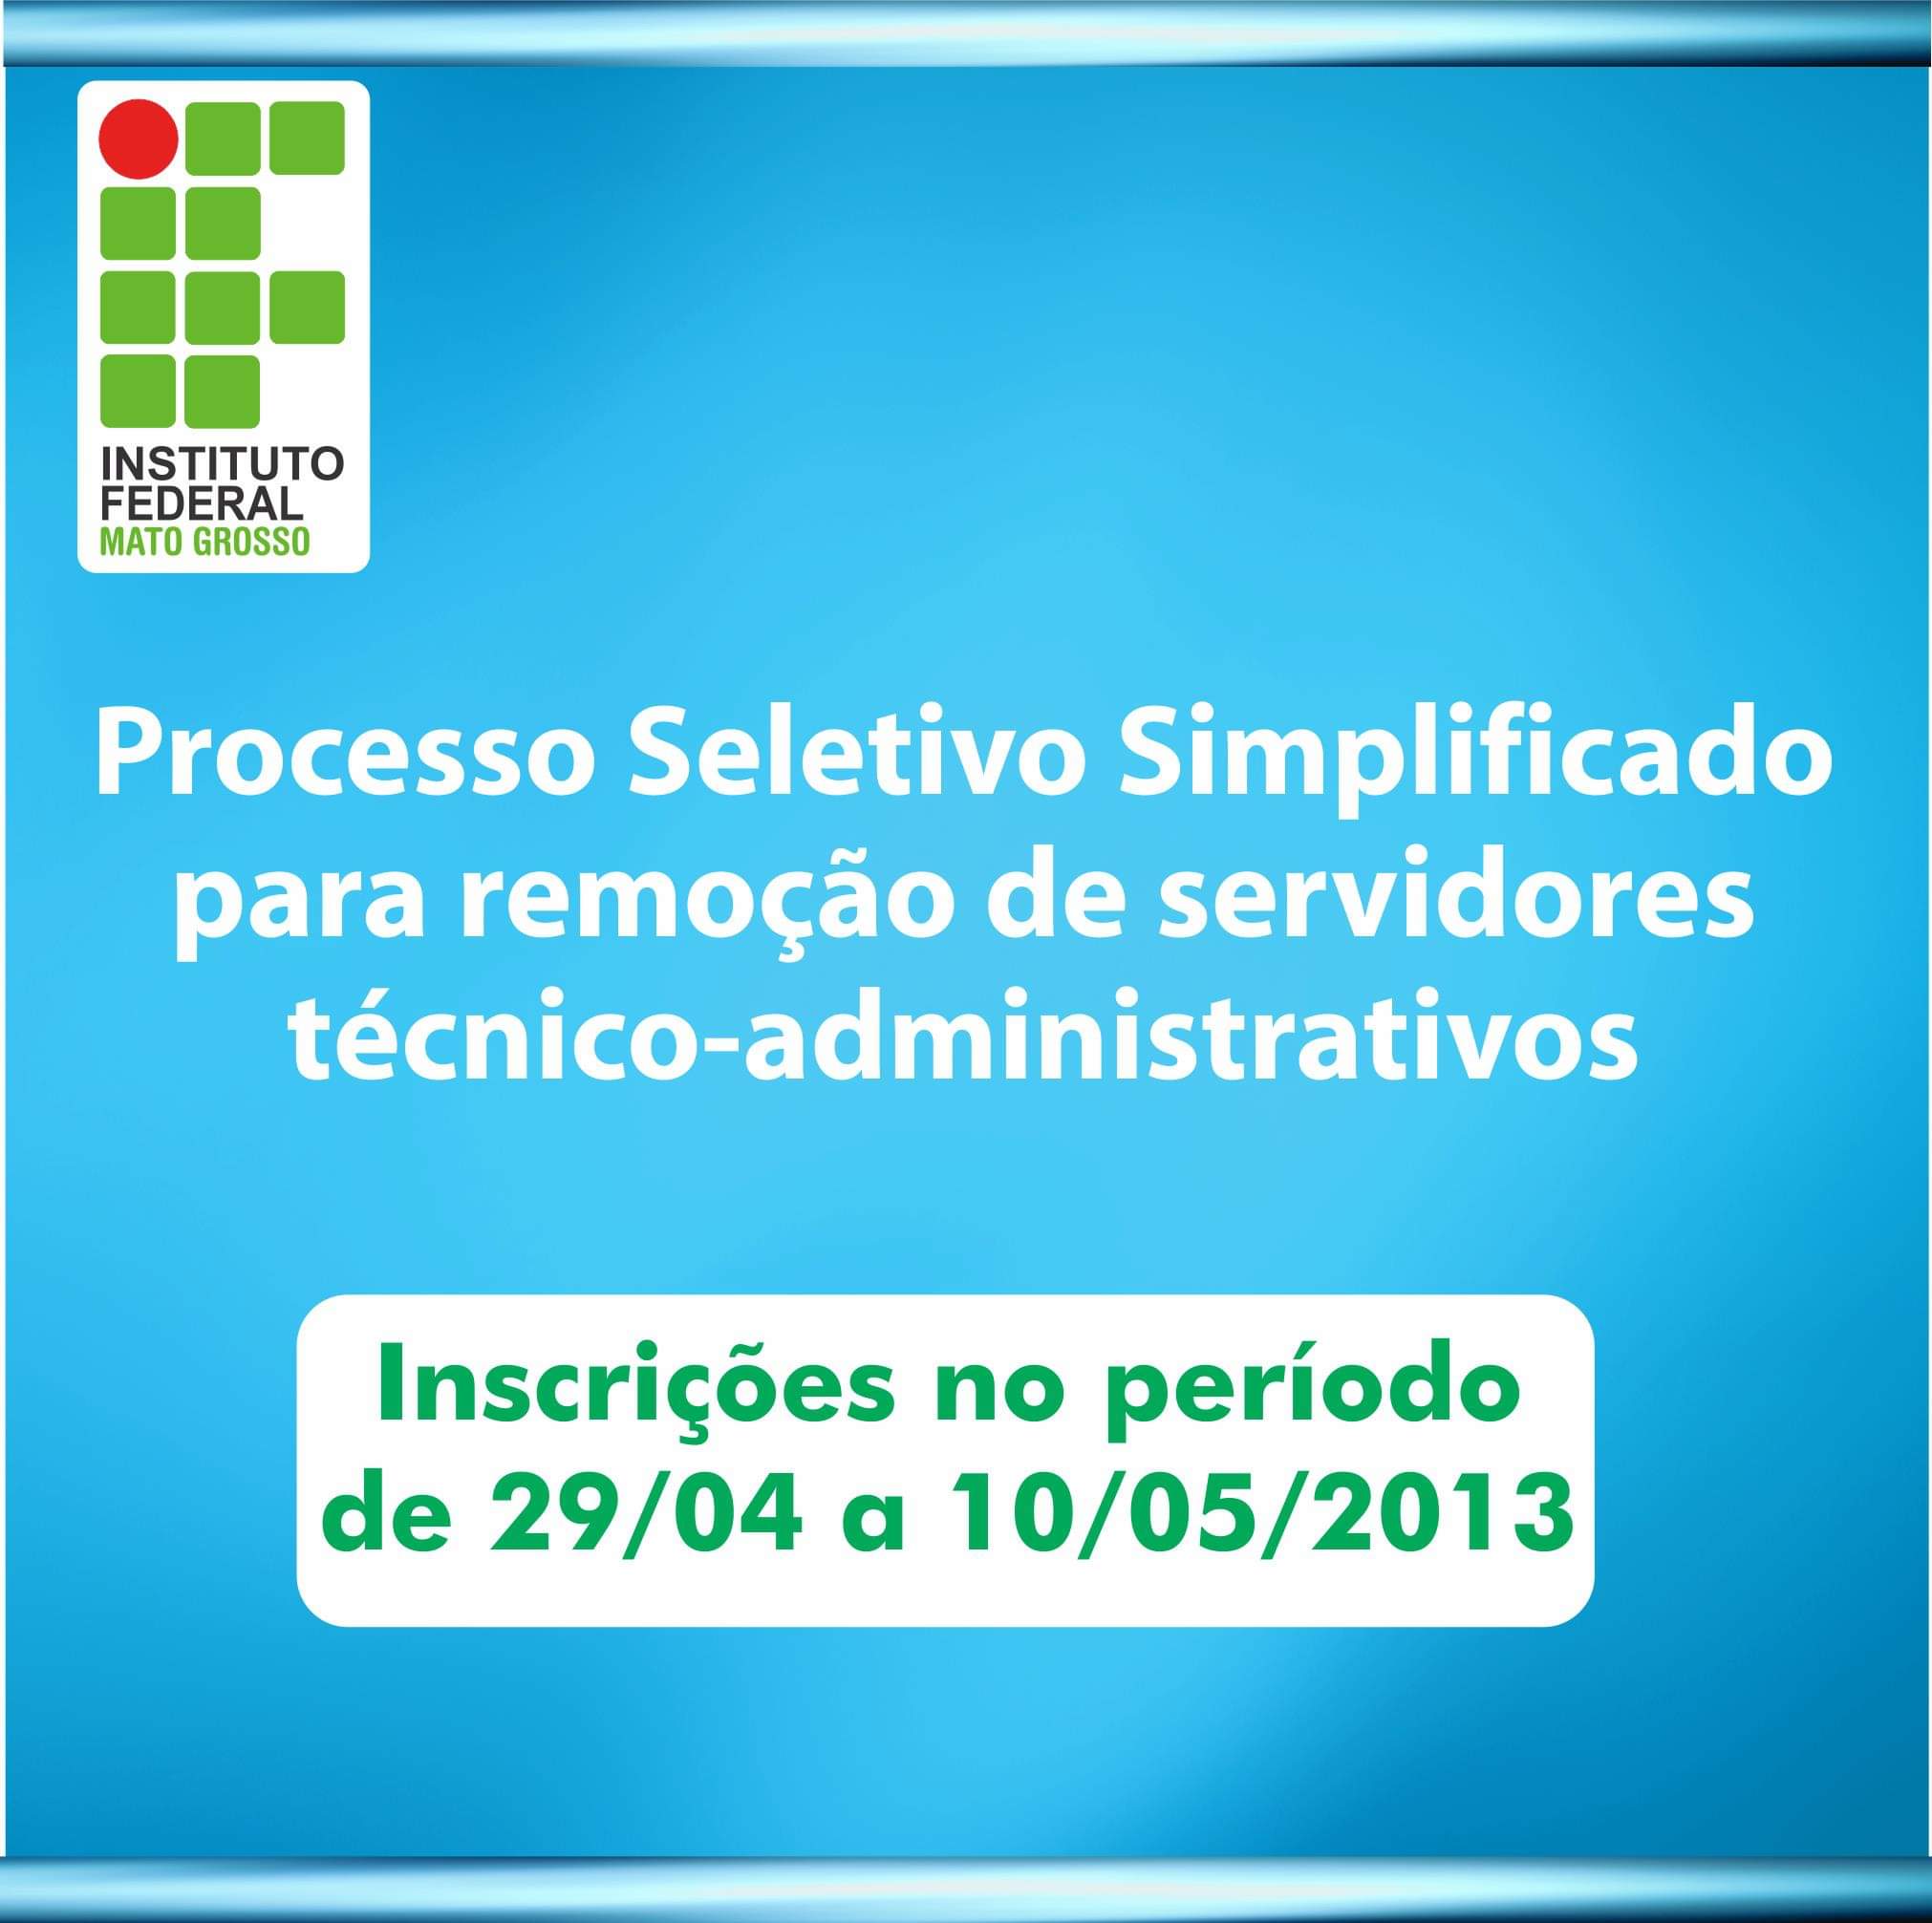 INSTITUTO
FEDERAL
MATO GROSSO
Processo Seletivo Simplificado
para remoção de servidores
técnico-administrativos
Inscrições no período
de 29/04 a 10/05/2013